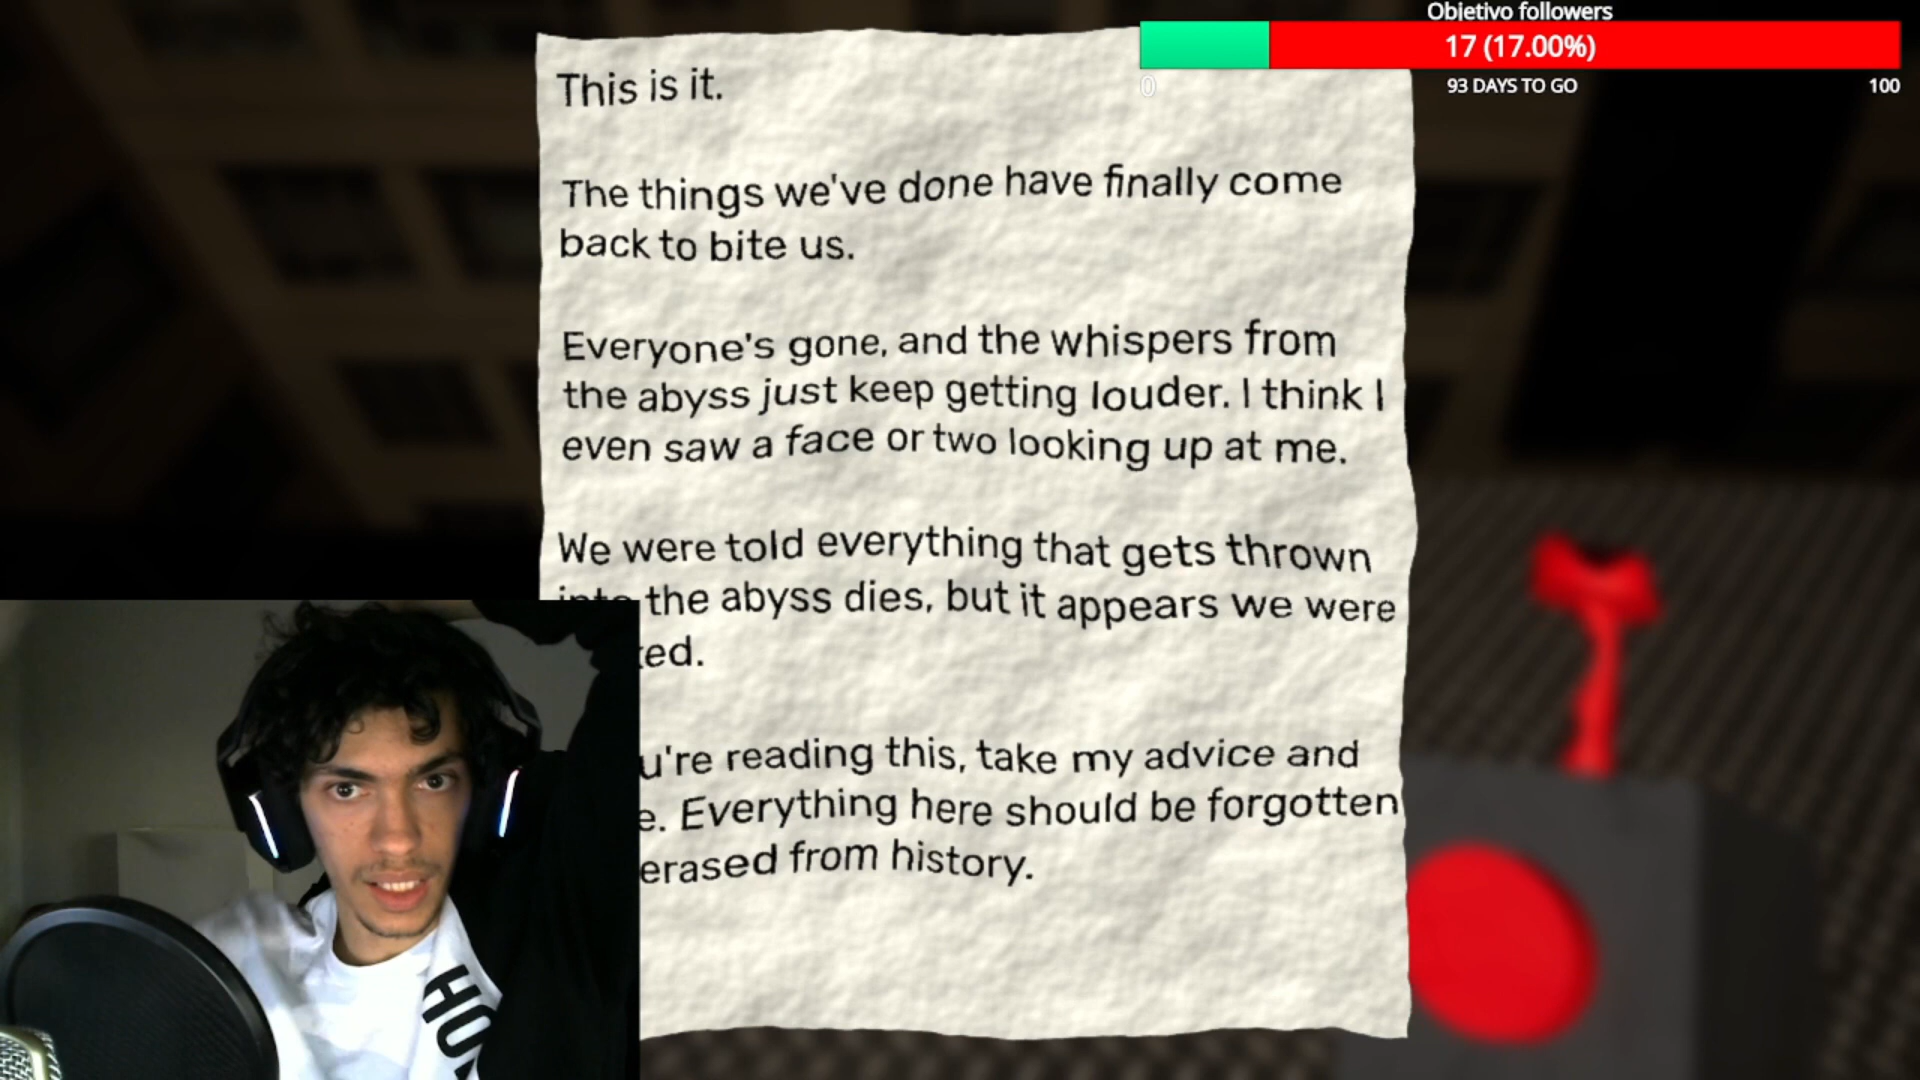 Objetivo followers
17 (17.00%)
0
93 DAYS TO GO
100
This is it.
The things we've done have finally come
back to bite us.
Everyone's gone, and the whispers from
the abyss just keep getting louder. I think I
even saw a face or two looking up at me.
We were told everything that gets thrown
into the abyss dies, but it appears we were
u're reading this, take my advice and
Everything here should be forgotten
erased from history.
HO